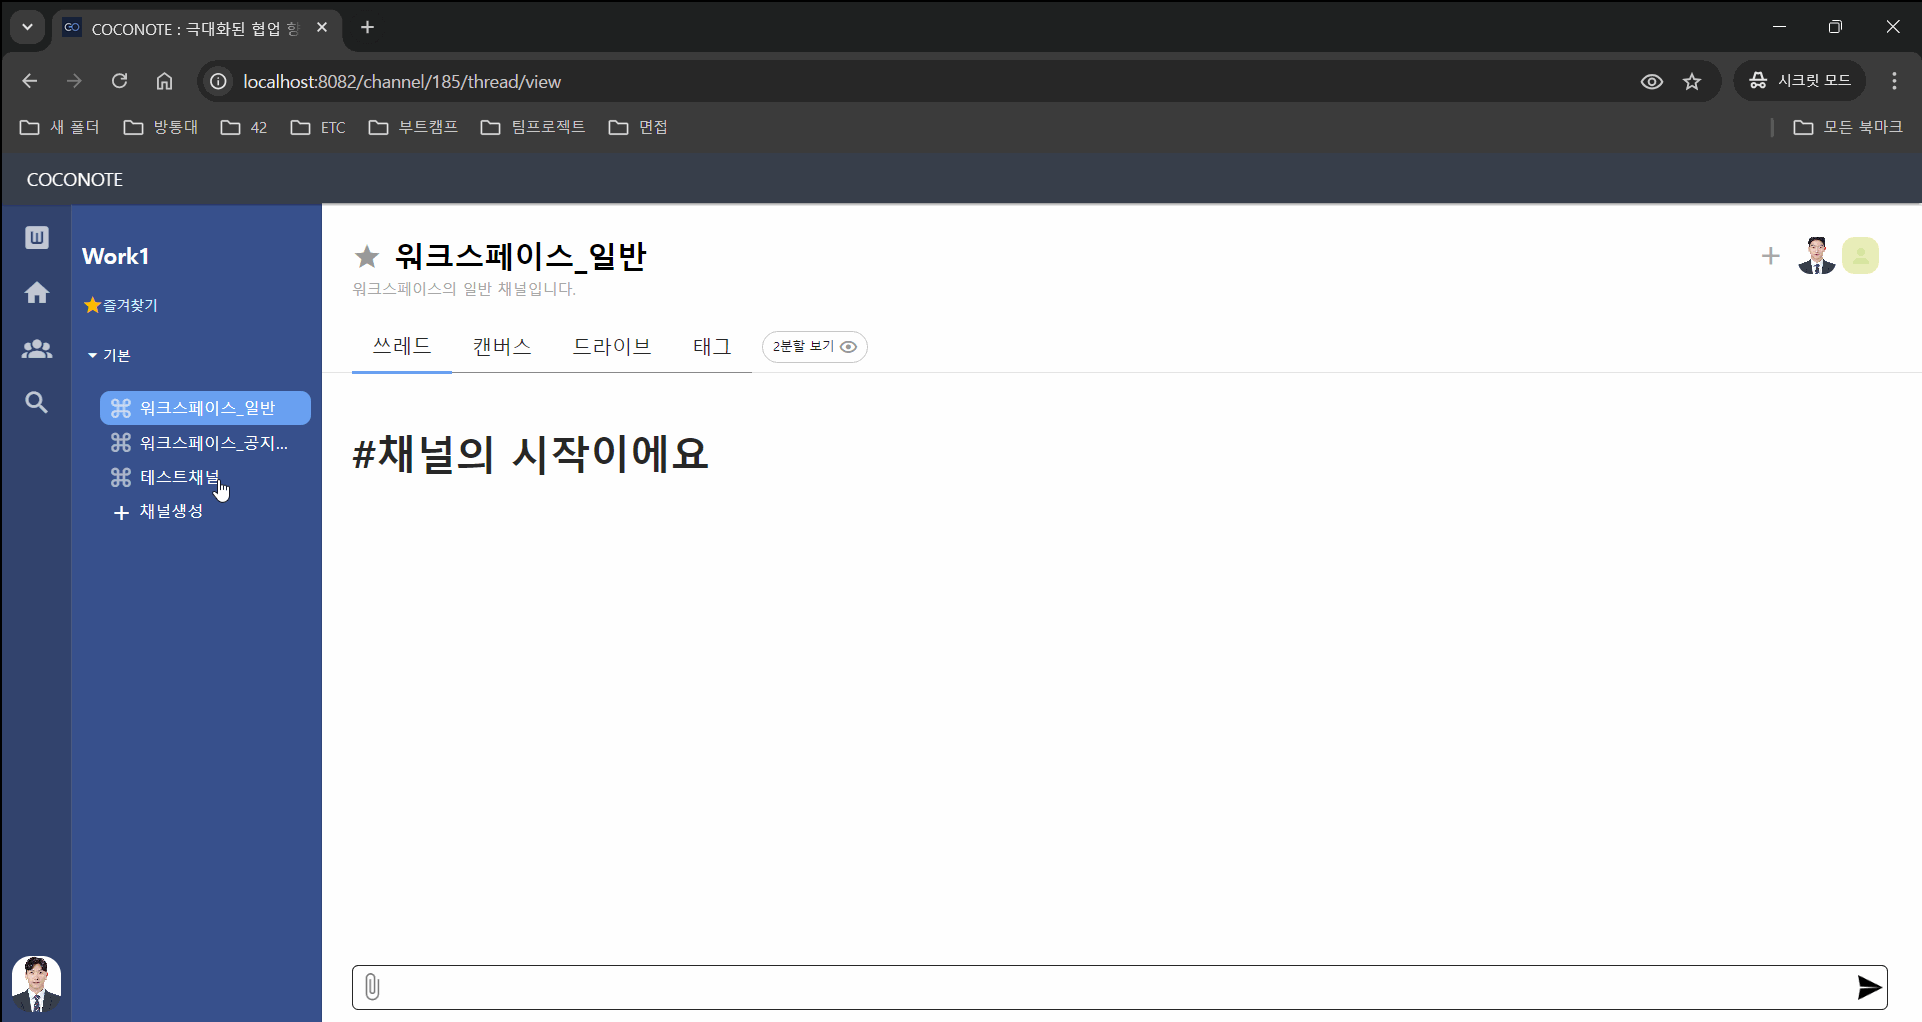 COCONOTE : 극대화된 협업 향
localhost:8082/channel/185/thread/view
시크릿 모드
새 폴더 방통대 42 ETC 부트캠프 팀프로젝트 면접 모든 북마크
COCONOTE
Work1
즐겨찾기
기본
워크스페이스_일반
워크스페이스_공지...
테스트채널
채널생성
워크스페이스_일반
워크스페이스의 일반 채널입니다.
쓰레드 캔버스 드라이브 태그 2분할 보기
#채널의 시작이에요